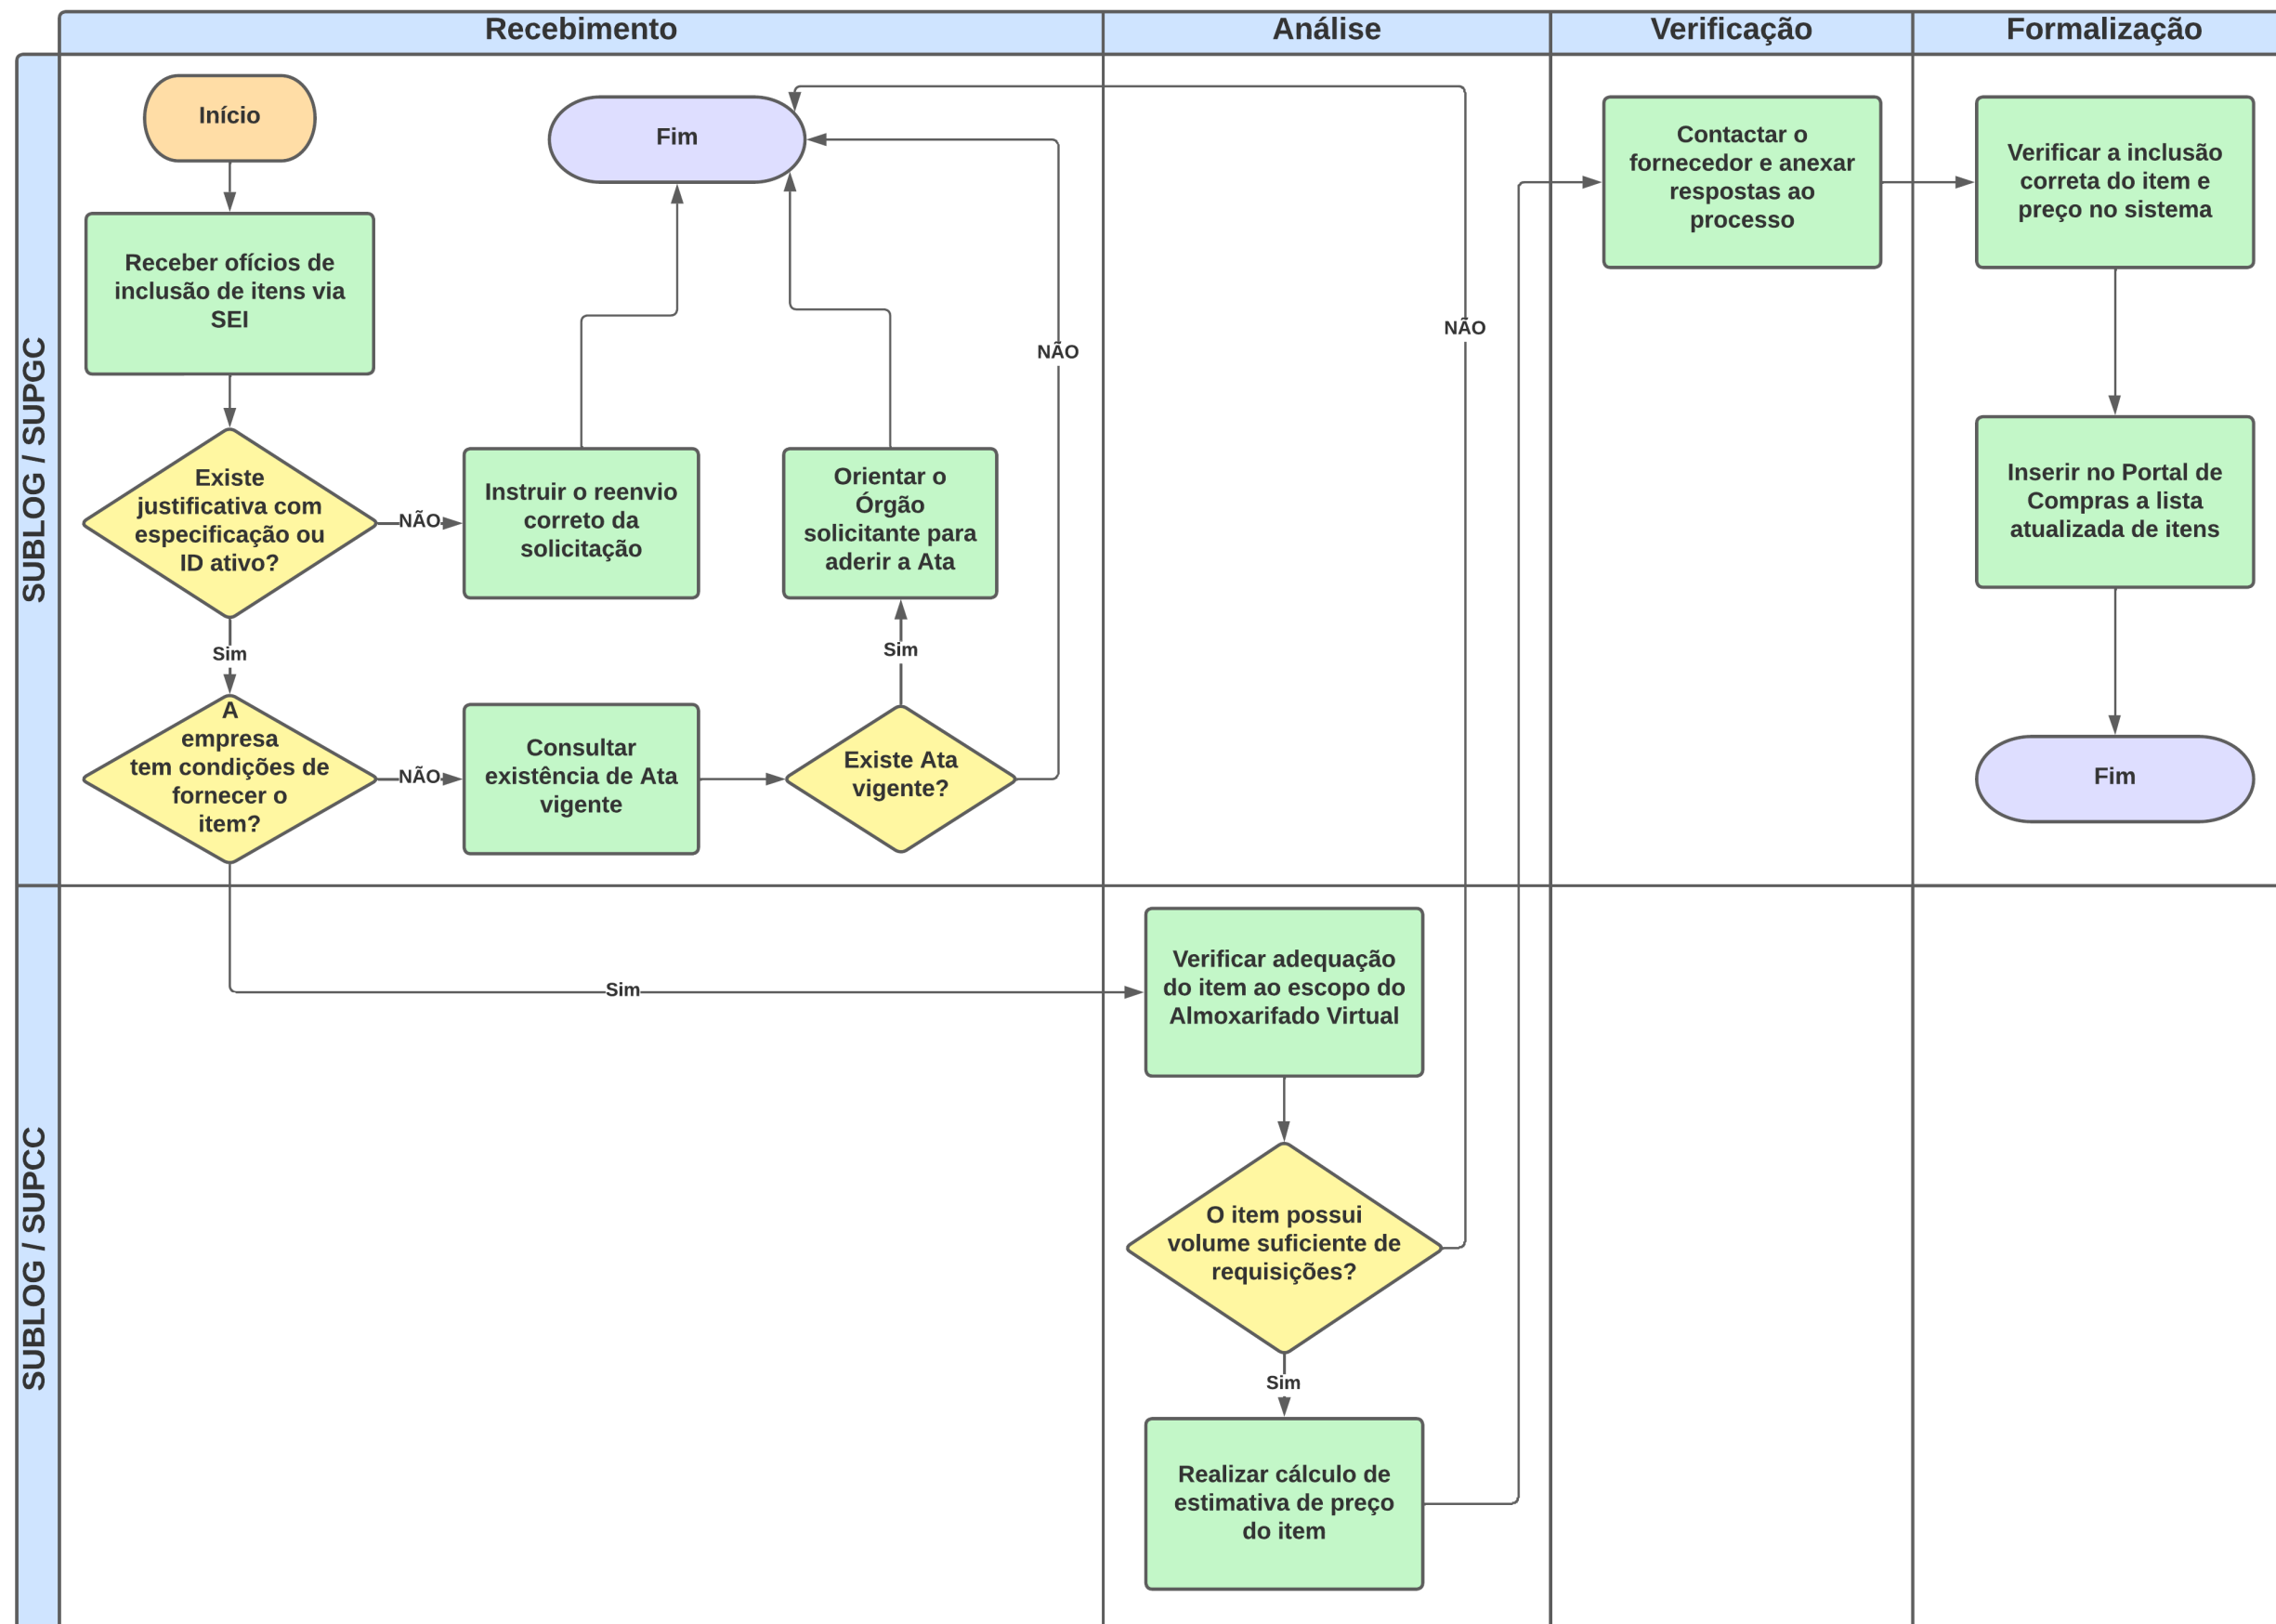 Recebimento
Análise
Verificação
Formalização
SUBLOG / SUPGC
Início
Fim
Receber ofícios de
inclusão de itens via
SEI
Existe
justificativa com
especificação ou
ID ativo?
NÃO
Instruir o reenvio
correto da
solicitação
Orientar o
Órgão
solicitante para
aderir a Ata
NÃO
NÃO
Sim
Sim
A
empresa
tem condições de
fornecer o
item?
NÃO
Consultar
existência de Ata
vigente
Existe Ata
vigente?
Contactar o
fornecedor e anexar
respostas ao
processo
Verificar a inclusão
correta do item e
preço no sistema
Inserir no Portal de
Compras a lista
atualizada de itens
Fim
SUBLOG / SUPCC
Sim
Verificar adequação
do item ao escopo do
Almoxarifado Virtual
O item possui
volume suficiente de
requisições?
Sim
Realizar cálculo de
estimativa de preço
do item